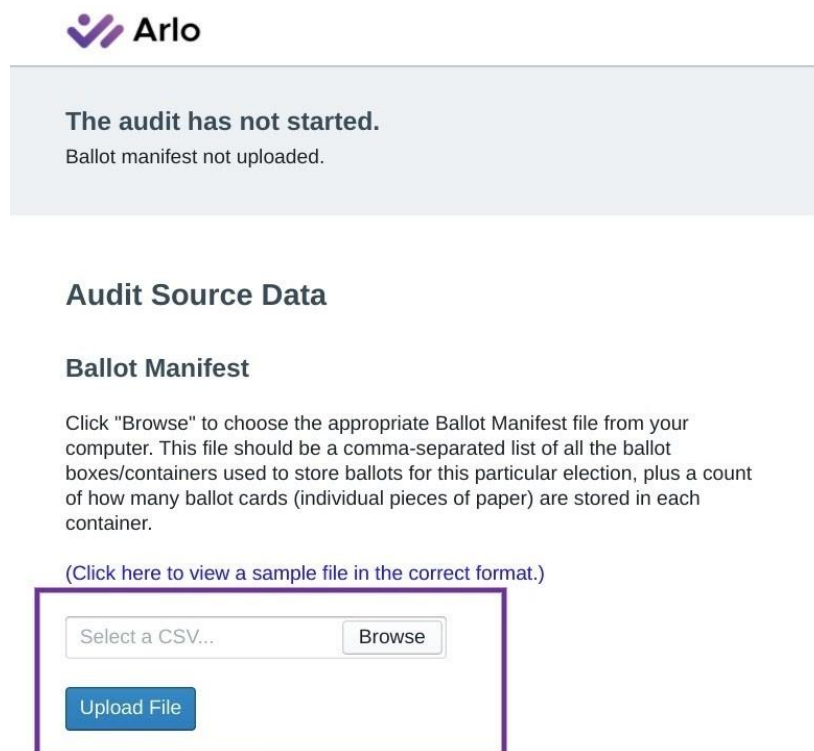 Arlo
The audit has not started.
Ballot manifest not uploaded.
Audit Source Data
Ballot Manifest
Click "Browse" to choose the appropriate Ballot Manifest file from your
computer. This file should be a comma-separated list of all the ballot
boxes/containers used to store ballots for this particular election, plus a count
of how many ballot cards (individual pieces of paper) are stored in each
container.
(Click here to view a sample file in the correct format.)
Select a CSV... Browse
Upload File